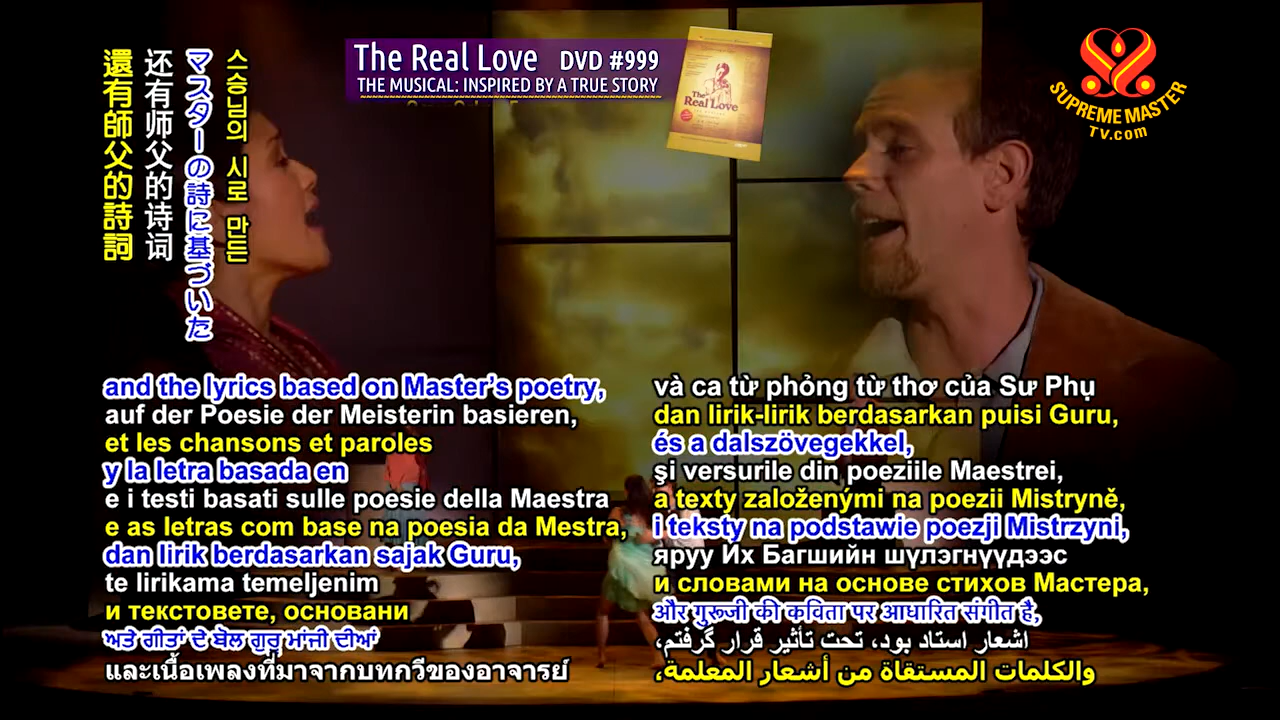 The Real Love DVD #999
THE MUSICAL: INSPIRED BY A TRUE STORY
The Real Love
SUPREME MASTER
TV.com
스승님의 시로 만든
マスターの詩に基づいた
还有师父的诗词
還有師父的詩詞
and the lyrics based on Master's poetry,
auf der Poesie der Meisterin basieren,
et les chansons et paroles
y la letra basada en
e i testi basati sulle poesie della Maestra
e as letras com base na poesia da Mestra,
dan lirik berdasarkan sajak Guru,
te lirikama temeljenim
и текстовете, основани
ਅਤੇ ਗੀਤਾਂ ਦੇ ਬੋਲ ਗੁਰੂ ਮਾਂਜੀ ਦੀਆਂ
และเนื้อเพลงที่มาจากบทกวีของอาจารย์
và ca từ phỏng từ thơ của Sư Phụ
dan lirik-lirik berdasarkan puisi Guru,
és a dalszövegekkel,
şi versurile din poeziile Maestrei,
a texty založenými na poezii Mistryně,
i teksty na podstawie poezji Mistrzyni,
яруу Их Багшийн шүлэгнүүдээс
и словами на основе стихов Мастера,
और गुरूजी की कविता पर आधारित संगीत है,
اشعار استاد بود، تحت تأثیر قرار گرفتم،
والكلمات المستقاة من أشعار المعلمة،